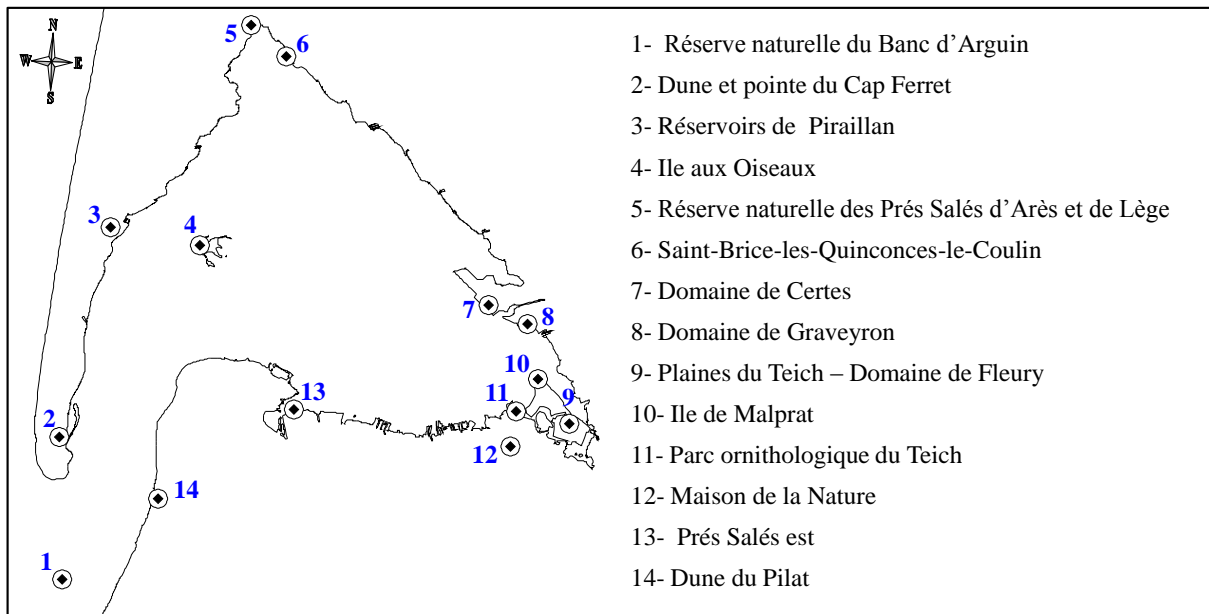 N
W E
S
5
6
3
4
7
8
10
11
13
9
2
12
14
1
1- Réserve naturelle du Banc d’Arguin
2- Dune et pointe du Cap Ferret
3- Réservoirs de Piraillan
4- Ile aux Oiseaux
5- Réserve naturelle des Prés Salés d’Arès et de Lège
6- Saint-Brice-les-Quinconces-le-Coulin
7- Domaine de Certes
8- Domaine de Graveyron
9- Plaines du Teich – Domaine de Fleury
10- Ile de Malprat
11- Parc ornithologique du Teich
12- Maison de la Nature
13- Prés Salés est
14- Dune du Pilat